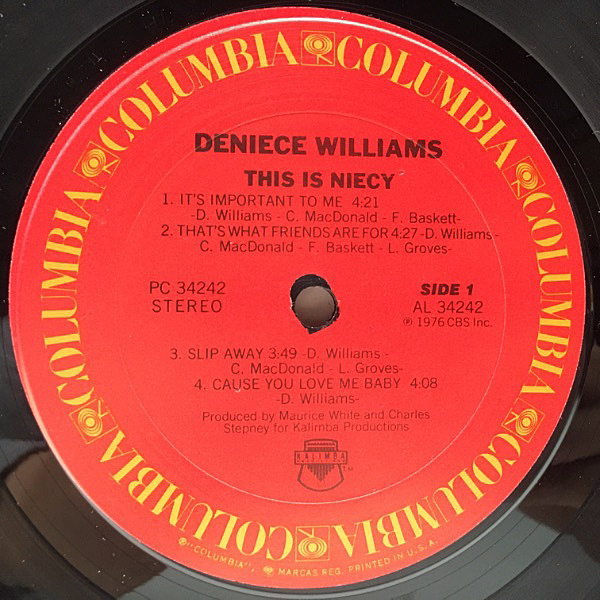 COLUMBIA COLUMBIA COLUMBIA COLUMBIA COLUMBIA COLUMBIA COLUMBIA
DENIECE WILLIAMS
THIS IS NIECY
1. IT'S IMPORTANT TO ME 4:21
-D. Williams - C. MacDonald - F. Baskett-
2. THAT'S WHAT FRIENDS ARE FOR 4:27 -D. Williams-
C. MacDonald - F. Baskett - L. Groves-
PC 34242
STEREO
SIDE 1
AL 34242
℗ 1976 CBS Inc.
3. SLIP AWAY 3:49 -D. Williams -
C. MacDonald - L. Groves-
4. CAUSE YOU LOVE ME BABY 4:08
-D. Williams-
Produced by Maurice White and Charles
Stepney for Kalimba Productions
KALIMBA
™
®"COLUMBIA", MARCAS REG. PRINTED IN U.S.A.